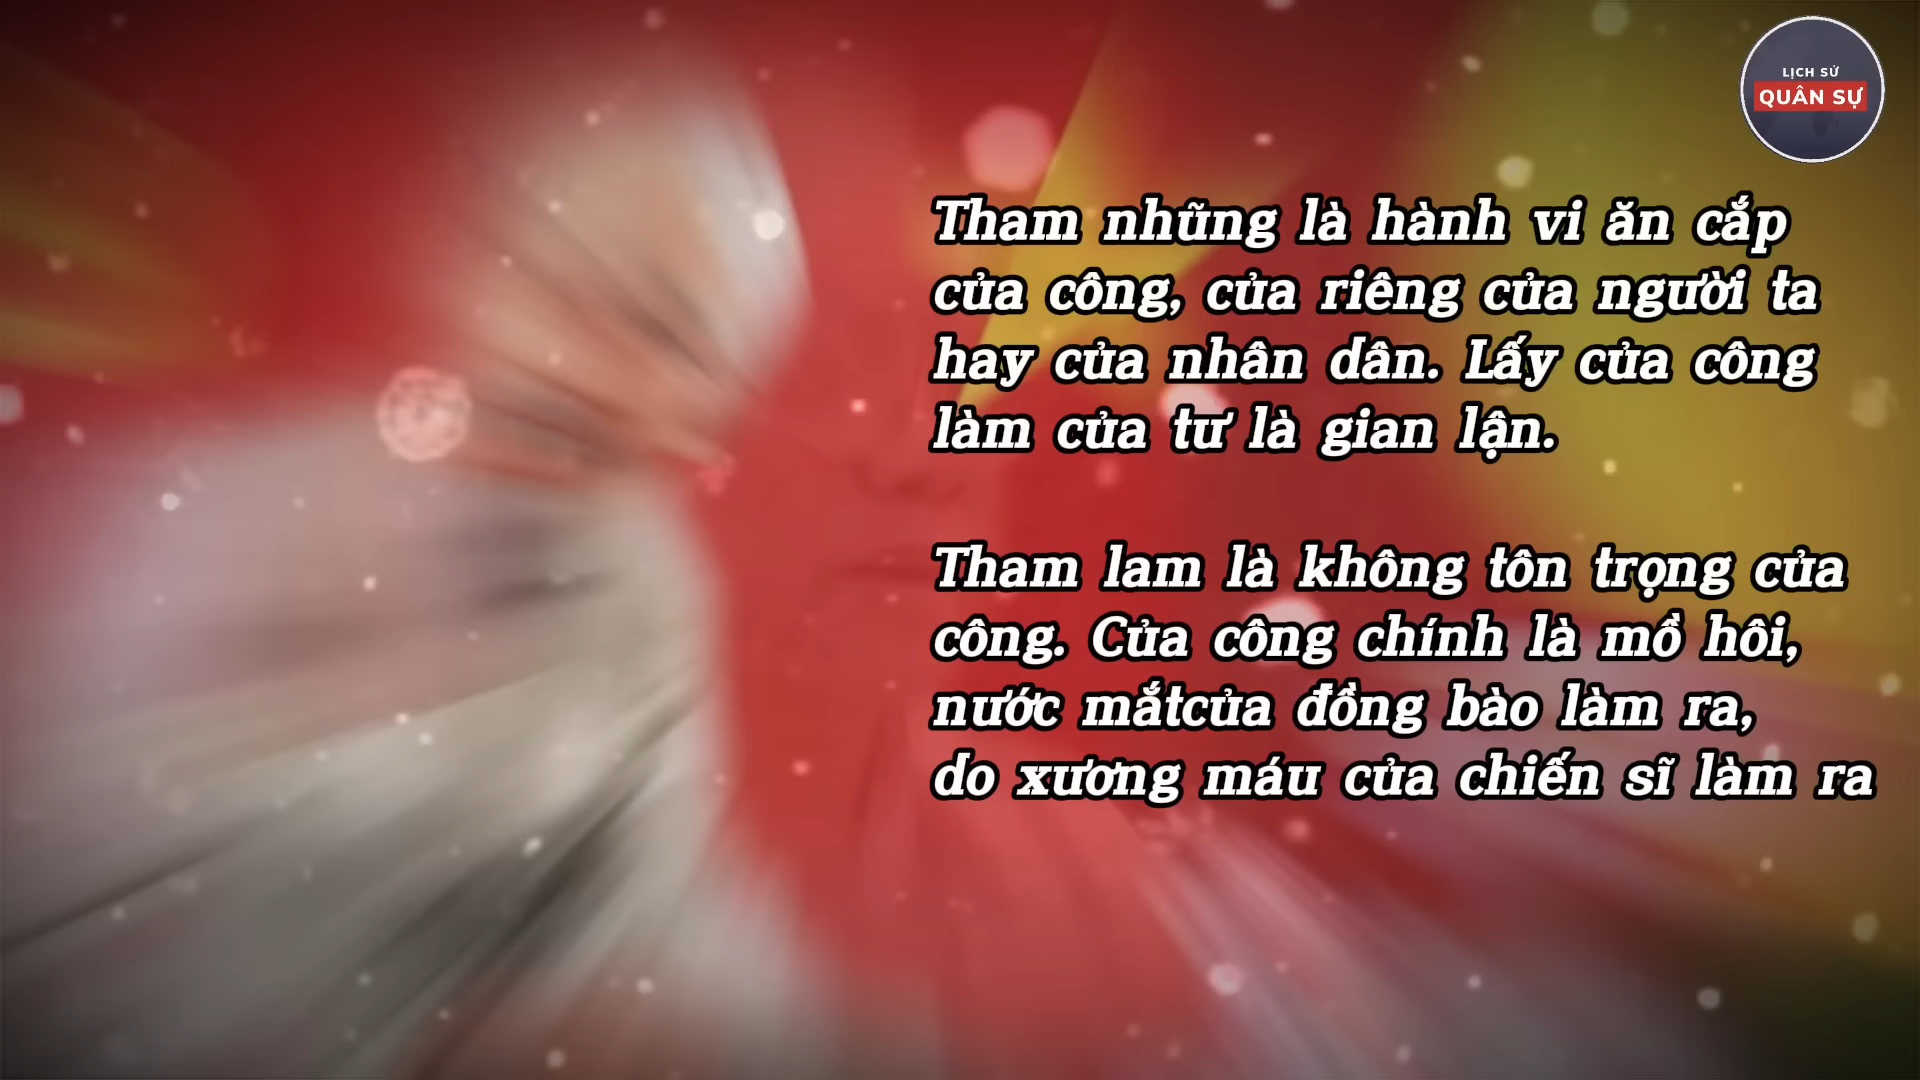 LỊCH SỬ
QUÂN SỰ
Tham nhũng là hành vi ăn cắp
của công, của riêng của người ta
hay của nhân dân. Lấy của công
làm của tư là gian lận.
Tham lam là không tôn trọng của
công. Của công chính là mồ hôi,
nước mắtcủa đồng bào làm ra,
do xương máu của chiến sĩ làm ra